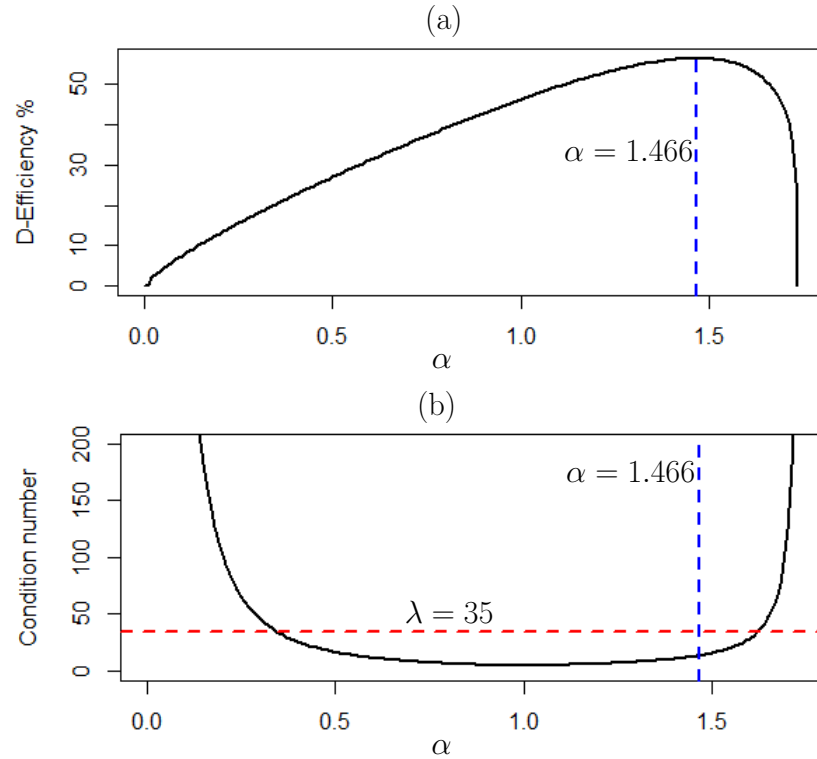 (a)
D-Efficiency %
50
30
10
0
α = 1.466
0.0 0.5 1.0 1.5
α
(b)
Condition number
200
150
100
50
0
α = 1.466
λ = 35
0.0 0.5 1.0 1.5
α